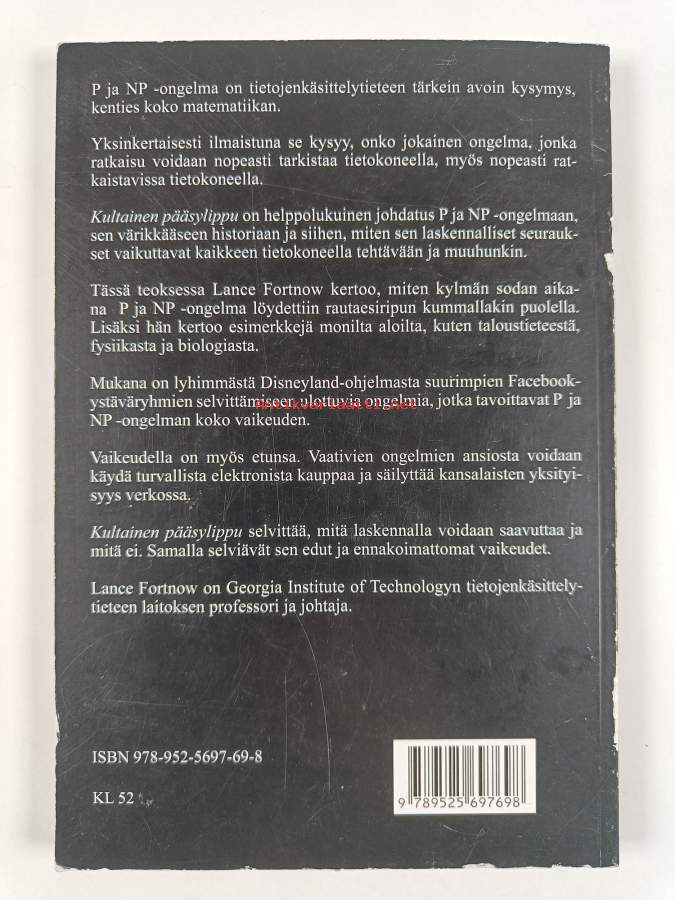 P ja NP -ongelma on tietojenkäsittelytieteen tärkein avoin kysymys,
kenties koko matematiikan.
Yksinkertaisesti ilmaistuna se kysyy, onko jokainen ongelma, jonka
ratkaisu voidaan nopeasti tarkistaa tietokoneella, myös nopeasti rat-
kaistavissa tietokoneella.
Kultainen pääsylippu on helppolukuinen johdatus P ja NP -ongelmaan,
sen värikkääseen historiaan ja siihen, miten sen laskennalliset seurauk-
set vaikuttavat kaikkeen tietokoneella tehtävään ja muuhunkin.
Tässä teoksessa Lance Fortnow kertoo, miten kylmän sodan aika-
na P ja NP -ongelma löydettiin rautaesiripun kummallakin puolella.
Lisäksi hän kertoo esimerkkejä monilta aloilta, kuten taloustieteestä,
fysiikasta ja biologiasta.
Mukana on lyhimmästä Disneyland-ohjelmasta suurimpien Facebook-
ystäväryhmien selvittämiseen ulottuvia ongelmia, jotka tavoittavat P ja
Antikvariaatti.net
NP -ongelman koko vaikeuden.
Vaikeudella on myös etunsa. Vaativien ongelmien ansiosta voidaan
käydä turvallista elektronista kauppaa ja säilyttää kansalaisten yksityi-
syys verkossa.
Kultainen pääsylippu selvittää, mitä laskennalla voidaan saavuttaa ja
mitä ei. Samalla selviävät sen edut ja ennakoimattomat vaikeudet.
Lance Fortnow on Georgia Institute of Technologyn tietojenkäsittely-
tieteen laitoksen professori ja johtaja.
ISBN 978-952-5697-69-8
KL 52
9 789525 697698